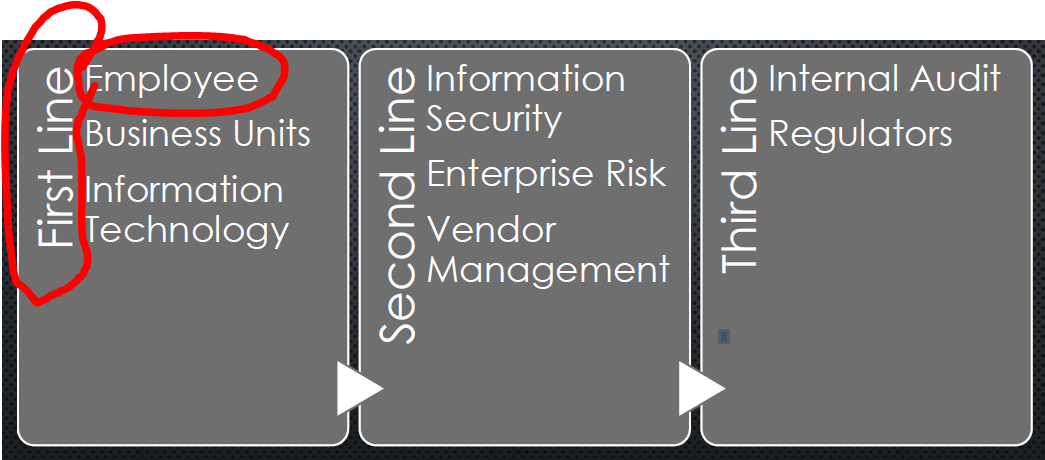 First Line
Employee
Business Units
Information
Technology
Second Line
Information
Security
Enterprise Risk
Vendor
Management
Third Line
Internal Audit
Regulators